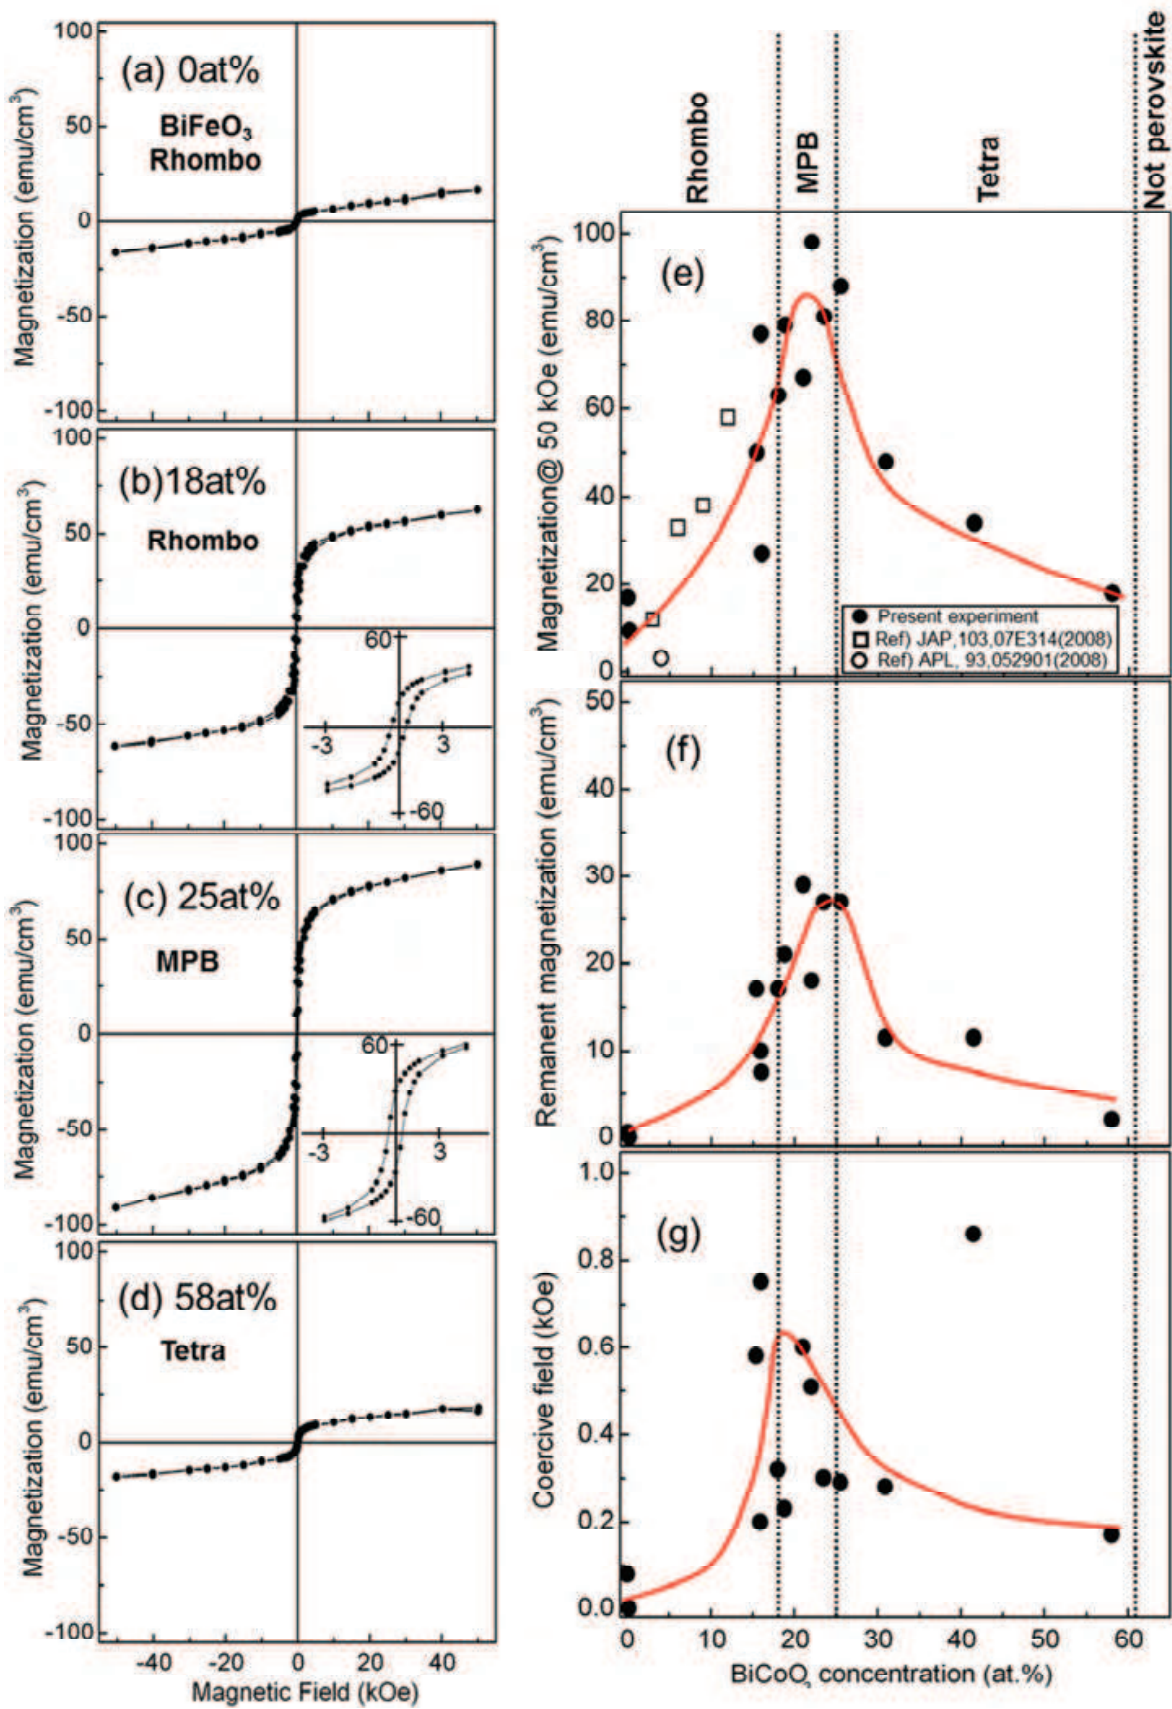 100
50
0
-50
-100
Magnetization (emu/cm³)
(a) 0at%
BiFeO₃
Rhombo
100
50
0
-50
-100
Magnetization (emu/cm³)
(b)18at%
Rhombo
60
-3
3
-60
100
50
0
-50
-100
Magnetization (emu/cm³)
(c) 25at%
MPB
60
-3
3
-60
100
50
0
-50
-100
Magnetization (emu/cm³)
(d) 58at%
Tetra
-40 -20 0 20 40
Magnetic Field (kOe)
Rhombo
MPB
Tetra
Not perovskite
100
80
60
40
20
0
Magnetization@ 50 kOe (emu/cm³)
(e)
Present experiment
Ref) JAP,103,07E314(2008)
Ref) APL, 93,052901(2008)
50
40
30
20
10
0
Remanent magnetization (emu/cm³)
(f)
1.0
0.8
0.6
0.4
0.2
0.0
Coercive field (kOe)
(g)
0 10 20 30 40 50 60
BiCoO₃ concentration (at.%)